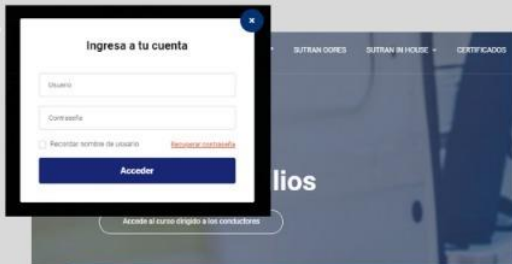 Ingresa a tu cuenta
SUTRAN GORES
SUTRAN IN HOUSE
CERTIFICADOS
Usuario
Contraseña
Recordar nombre de usuario
Recuperar contraseña
Acceder
lios
Accede al curso dirigido a los conductores